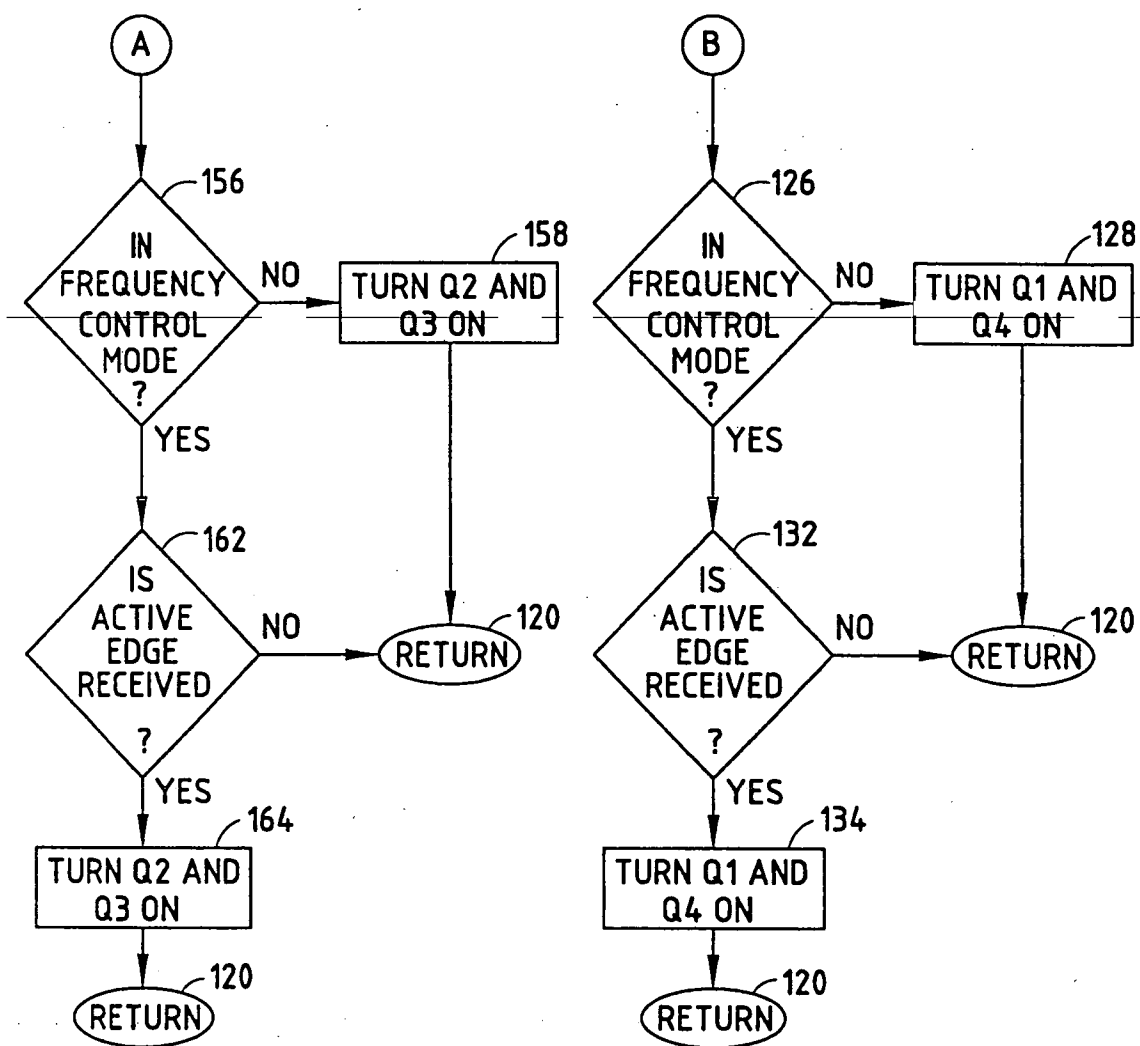 A
156
IN
FREQUENCY
CONTROL
MODE
?
NO
158
TURN Q2 AND
Q3 ON
YES
162
IS
ACTIVE
EDGE
RECEIVED
?
NO
120
RETURN
YES
164
TURN Q2 AND
Q3 ON
120
RETURN
B
126
IN
FREQUENCY
CONTROL
MODE
?
NO
128
TURN Q1 AND
Q4 ON
YES
132
IS
ACTIVE
EDGE
RECEIVED
?
NO
120
RETURN
YES
134
TURN Q1 AND
Q4 ON
120
RETURN